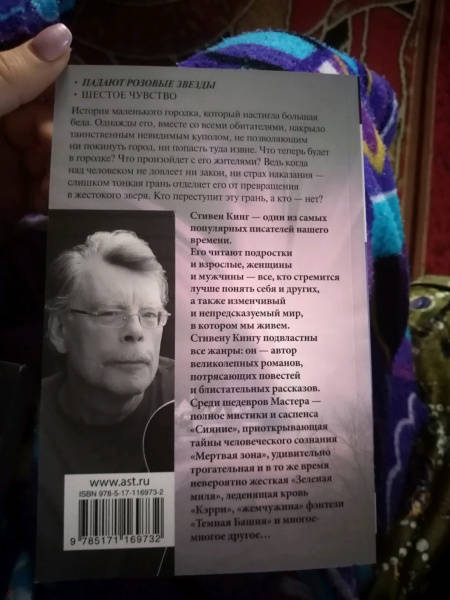 • ПАДАЮТ РОЗОВЫЕ ЗВЕЗДЫ
• ШЕСТОЕ ЧУВСТВО
История маленького городка, который настигла большая
беда. Однажды его, вместе со всеми обитателями, накрыло
таинственным невидимым куполом, не позволяющим
ни покинуть город, ни попасть туда извне. Что теперь будет
в городке? Что произойдет с его жителями? Ведь когда
над человеком не довлеет ни закон, ни страх наказания —
слишком тонкая грань отделяет его от превращения
в жестокого зверя. Кто переступит эту грань, а кто — нет?
Стивен Кинг — один из самых
популярных писателей нашего
времени.
Его читают подростки
и взрослые, женщины
и мужчины — все, кто стремится
лучше понять себя и других,
а также изменчивый
и непредсказуемый мир,
в котором мы живем.
Стивену Кингу подвластны
все жанры: он — автор
великолепных романов,
потрясающих повестей
и блистательных рассказов.
Среди шедевров Мастера —
полное мистики и саспенса
«Сияние», приоткрывающая
тайны человеческого сознания
«Мертвая зона», удивительно
трогательная и в то же время
невероятно жесткая «Зеленая
миля», леденящая кровь
«Кэрри», «жемчужина» фэнтези
«Темная Башня» и многое-
многое другое…
www.ast.ru
ISBN 978-5-17-116973-2
9 785171 169732